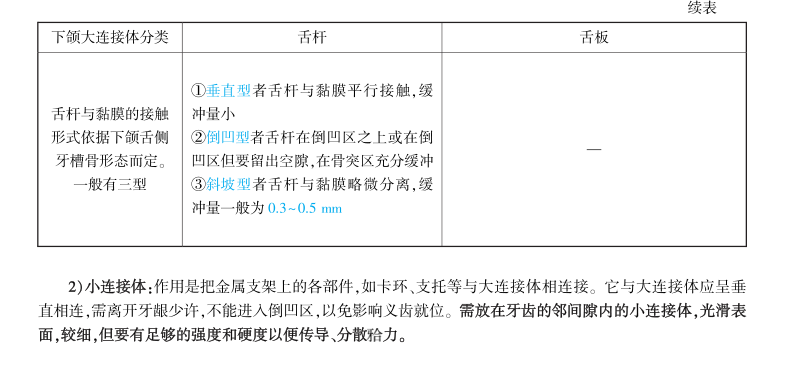 续表
下颌大连接体分类
舌杆
舌板
舌杆与黏膜的接触
形式依据下颌舌侧
牙槽骨形态而定。
一般有三型
①垂直型者舌杆与黏膜平行接触,缓
冲量小
②倒凹型者舌杆在倒凹区之上或在倒
凹区但要留出空隙,在骨突区充分缓冲
③斜坡型者舌杆与黏膜略微分离,缓
冲量一般为 0.3~0.5 mm
—
2)小连接体:作用是把金属支架上的各部件,如卡环、支托等与大连接体相连接。它与大连接体应呈垂
直相连,需离开牙龈少许,不能进入倒凹区,以免影响义齿就位。需放在牙齿的邻间隙内的小连接体,光滑表
面,较细,但要有足够的强度和硬度以便传导、分散𬌗力。